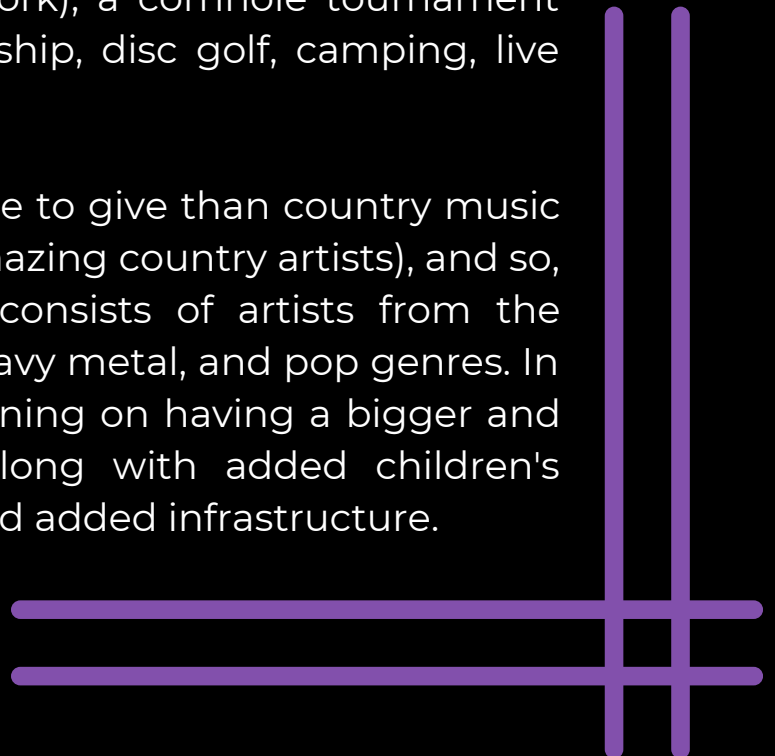 ork), a cornhole tournament
ship, disc golf, camping, live
e to give than country music
azing country artists), and so,
consists of artists from the
avy metal, and pop genres. In
ning on having a bigger and
long with added children's
d added infrastructure.